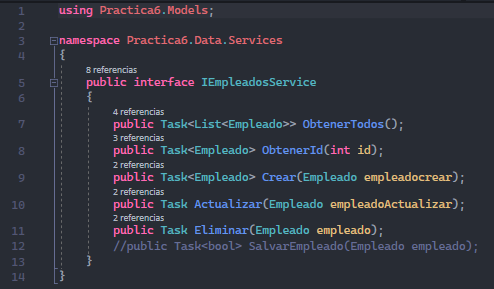 1 using Practica6.Models;
2
3 namespace Practica6.Data.Services
4 {
8 referencias
5 public interface IEmpleadosService
6 {
4 referencias
7 public Task<List<Empleado>> ObtenerTodos();
3 referencias
8 public Task<Empleado> ObtenerId(int id);
2 referencias
9 public Task<Empleado> Crear(Empleado empleadocrear);
2 referencias
10 public Task Actualizar(Empleado empleadoActualizar);
2 referencias
11 public Task Eliminar(Empleado empleado);
12 //public Task<bool> SalvarEmpleado(Empleado empleado);
13 }
14 }